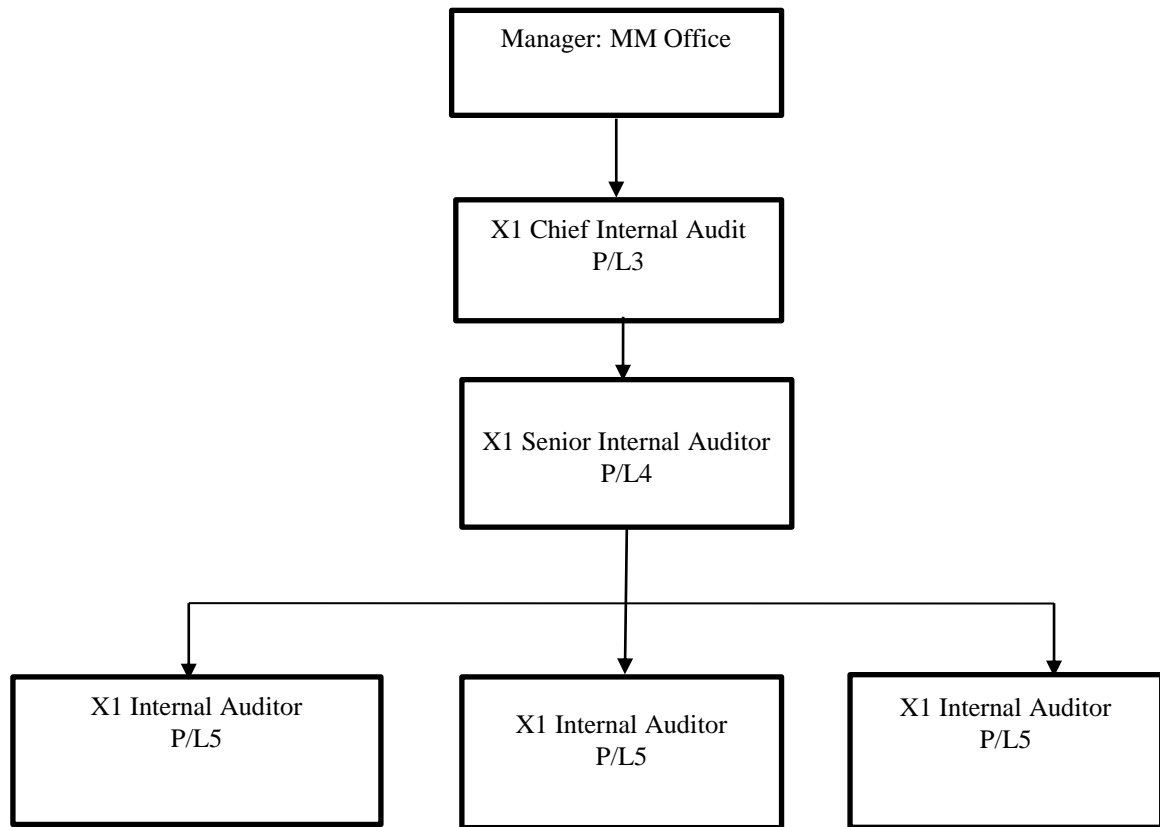 Manager: MM Office
X1 Chief Internal Audit
P/L3
X1 Senior Internal Auditor
P/L4
X1 Internal Auditor
P/L5
X1 Internal Auditor
P/L5
X1 Internal Auditor
P/L5